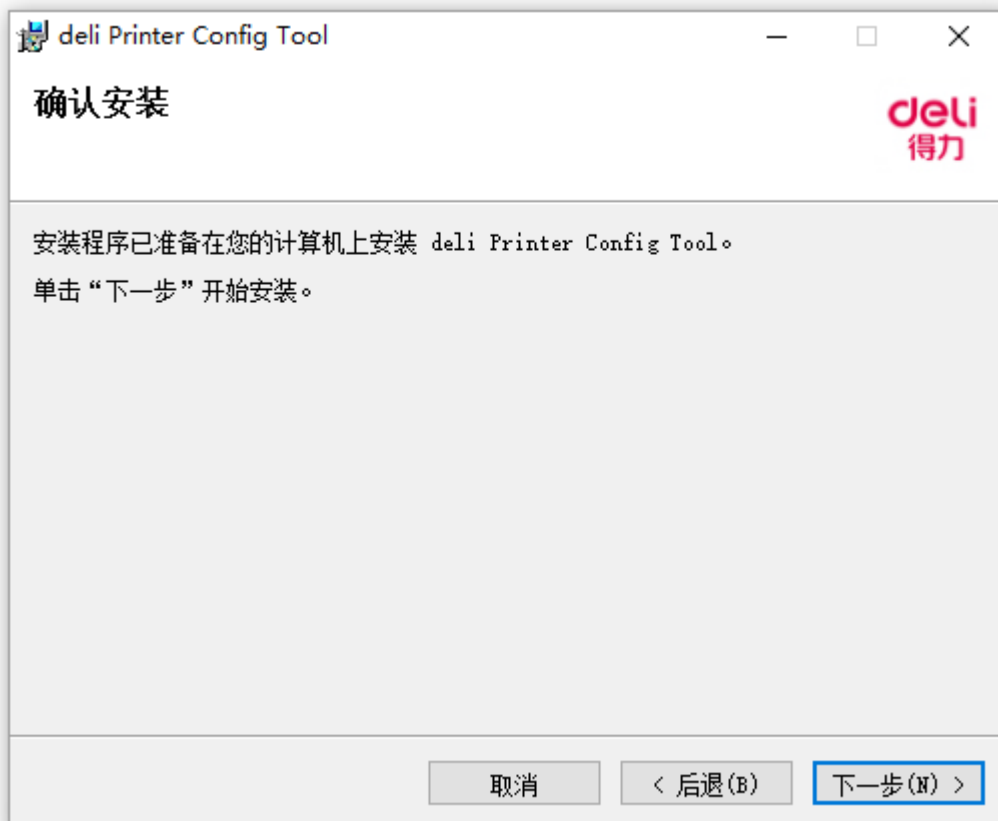 deli Printer Config Tool
确认安装
deli
得力
安装程序已准备在您的计算机上安装 deli Printer Config Tool。
单击“下一步”开始安装。
取消
< 后退(B)
下一步(N) >